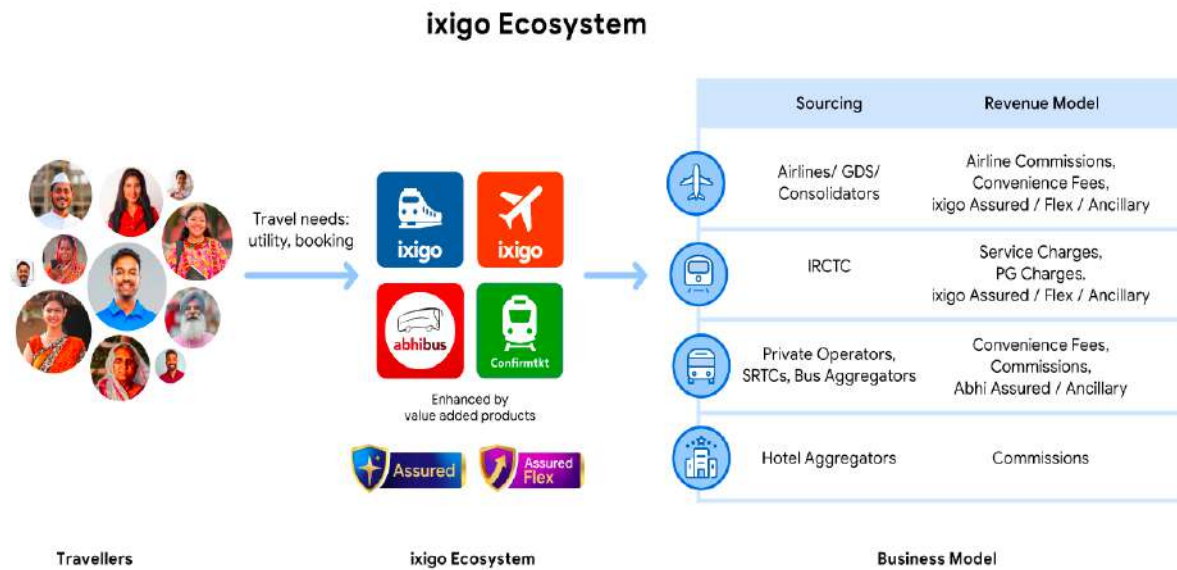 ixigo Ecosystem
Sourcing
Revenue Model
Airlines/ GDS/
Consolidators
Airline Commissions,
Convenience Fees,
ixigo Assured / Flex / Ancillary
Travel needs:
utility, booking
ixigo
ixigo
IRCTC
Service Charges,
PG Charges,
ixigo Assured / Flex / Ancillary
abhibus
Confirmtkt
Private Operators,
SRTCs, Bus Aggregators
Convenience Fees,
Commissions,
Abhi Assured / Ancillary
Enhanced by
value added products
Assured
Assured
Flex
Hotel Aggregators
Commissions
Travellers
ixigo Ecosystem
Business Model